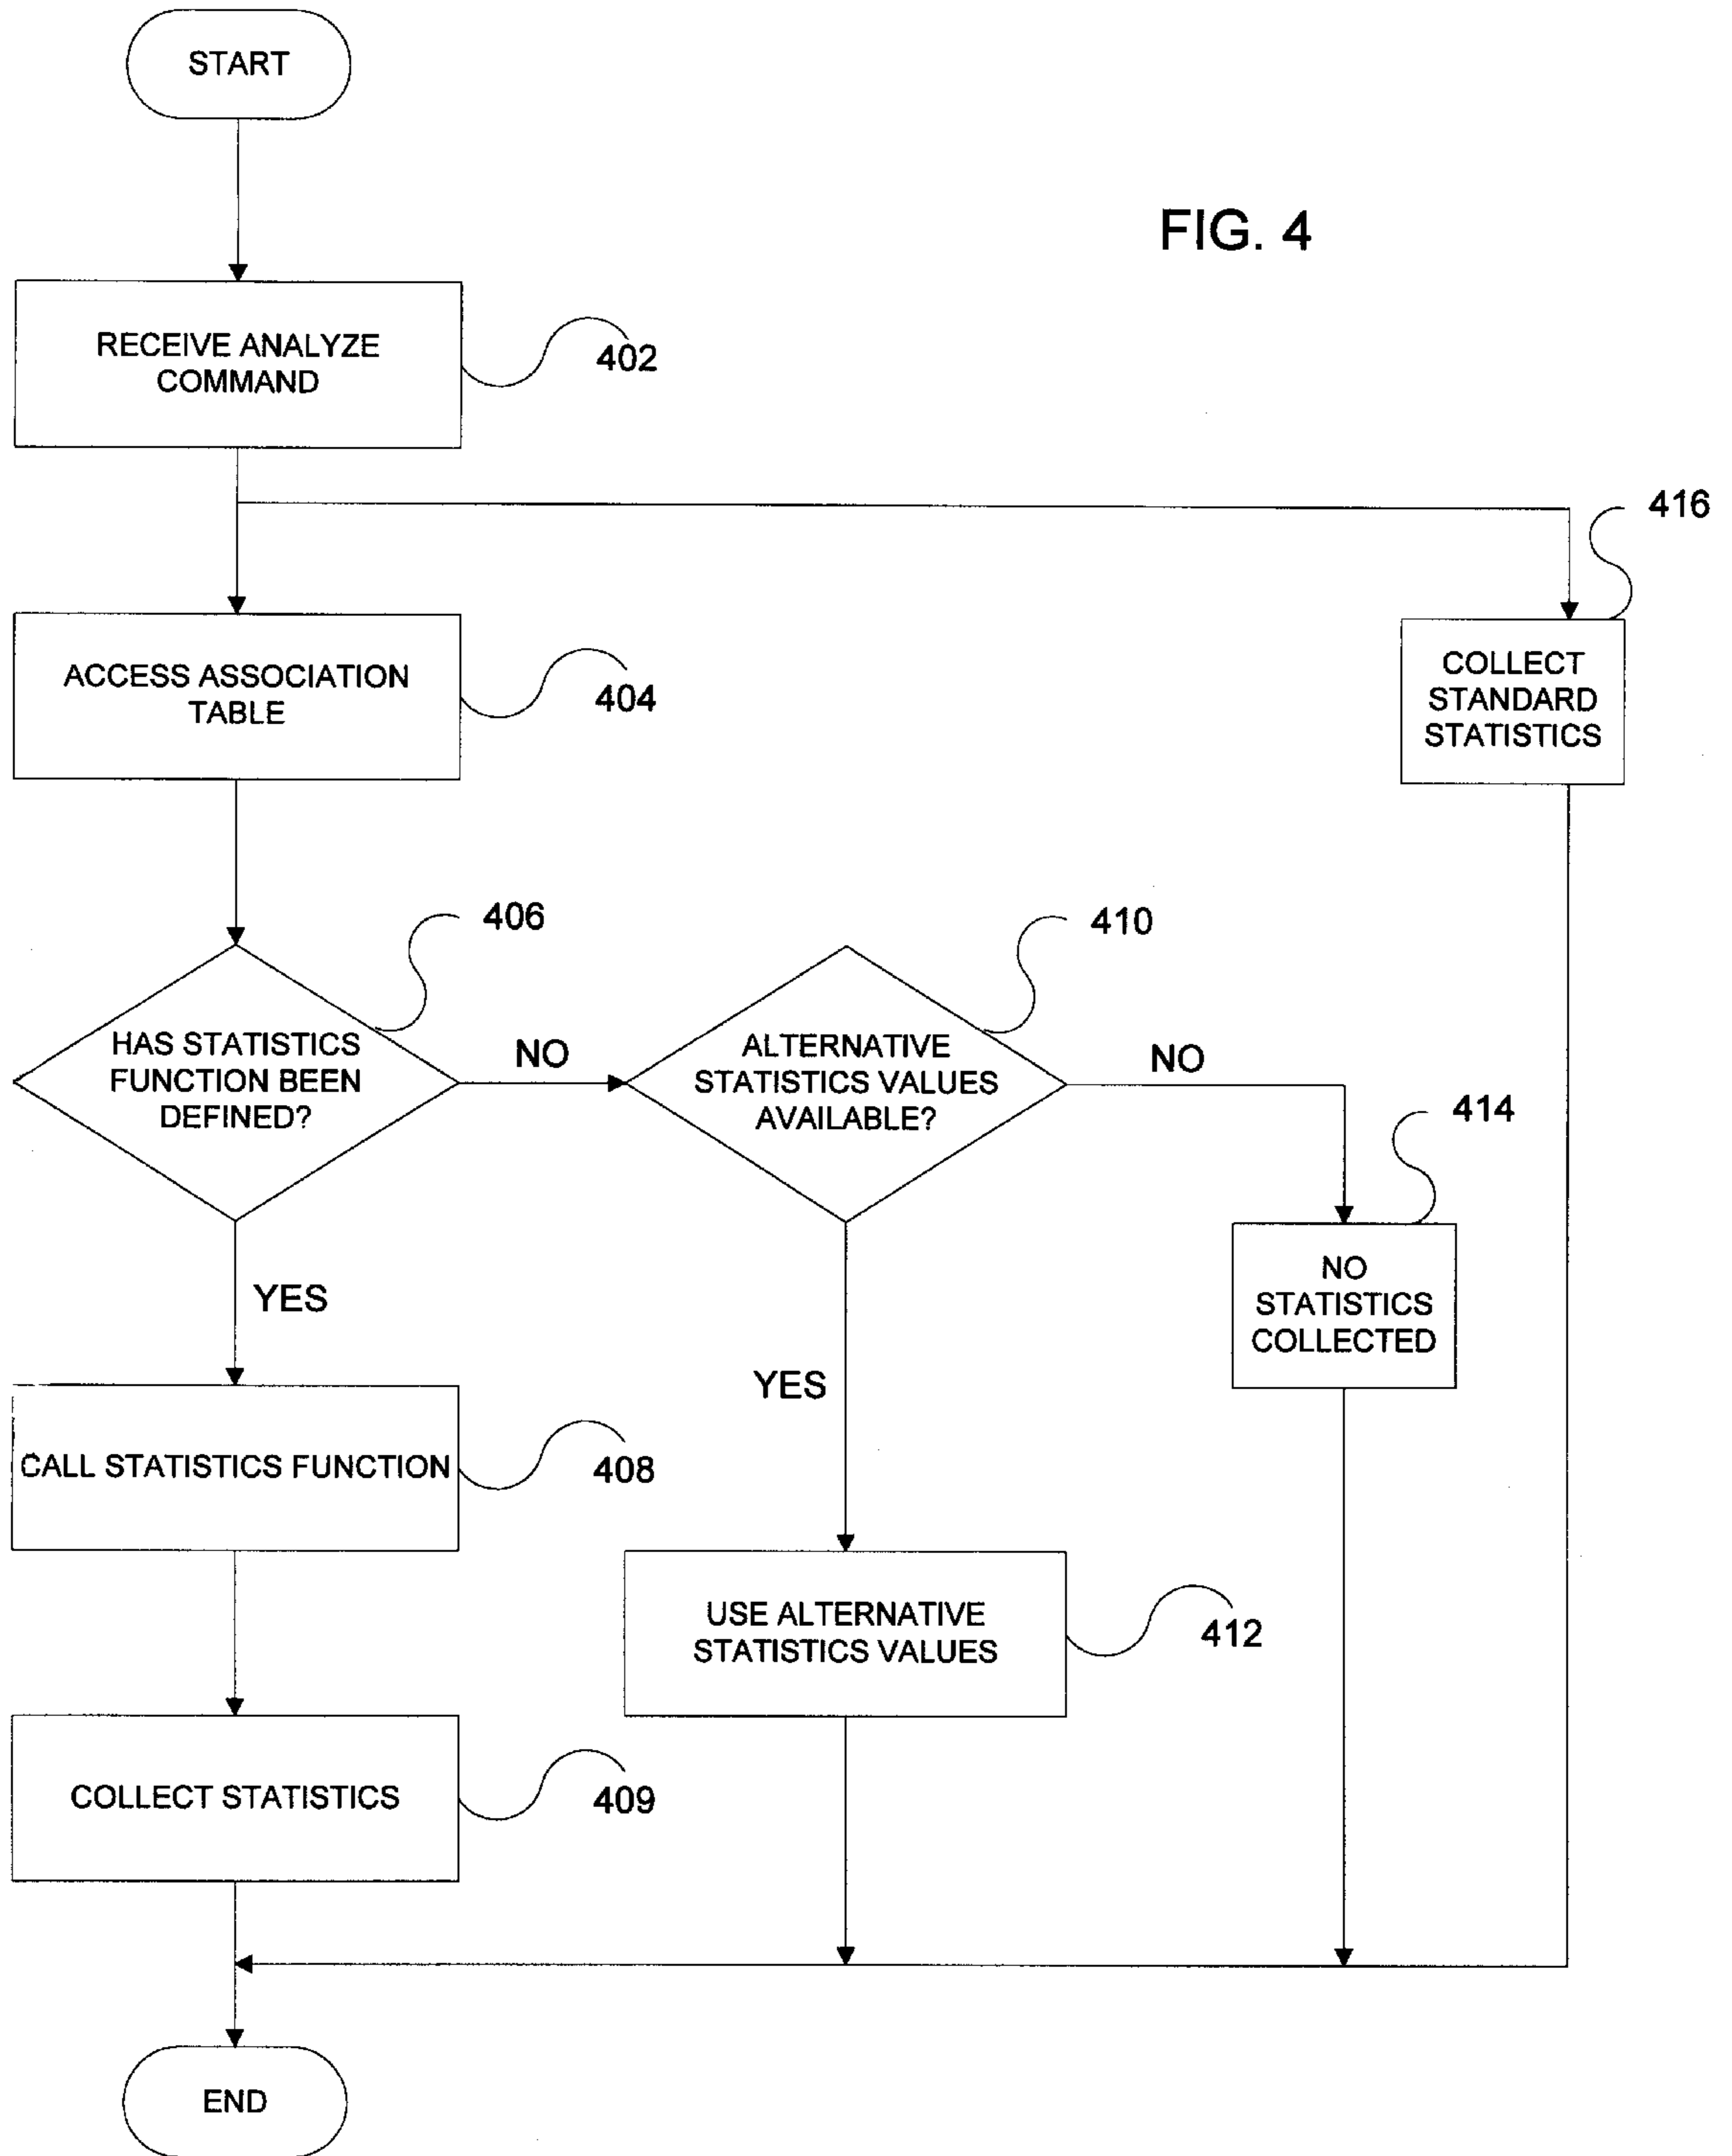 START
FIG. 4
RECEIVE ANALYZE
COMMAND
402
416
ACCESS ASSOCIATION
TABLE
404
COLLECT
STANDARD
STATISTICS
406
410
HAS STATISTICS
FUNCTION BEEN
DEFINED?
NO
ALTERNATIVE
STATISTICS VALUES
AVAILABLE?
NO
414
YES
NO
STATISTICS
COLLECTED
YES
CALL STATISTICS FUNCTION
408
USE ALTERNATIVE
STATISTICS VALUES
412
COLLECT STATISTICS
409
END